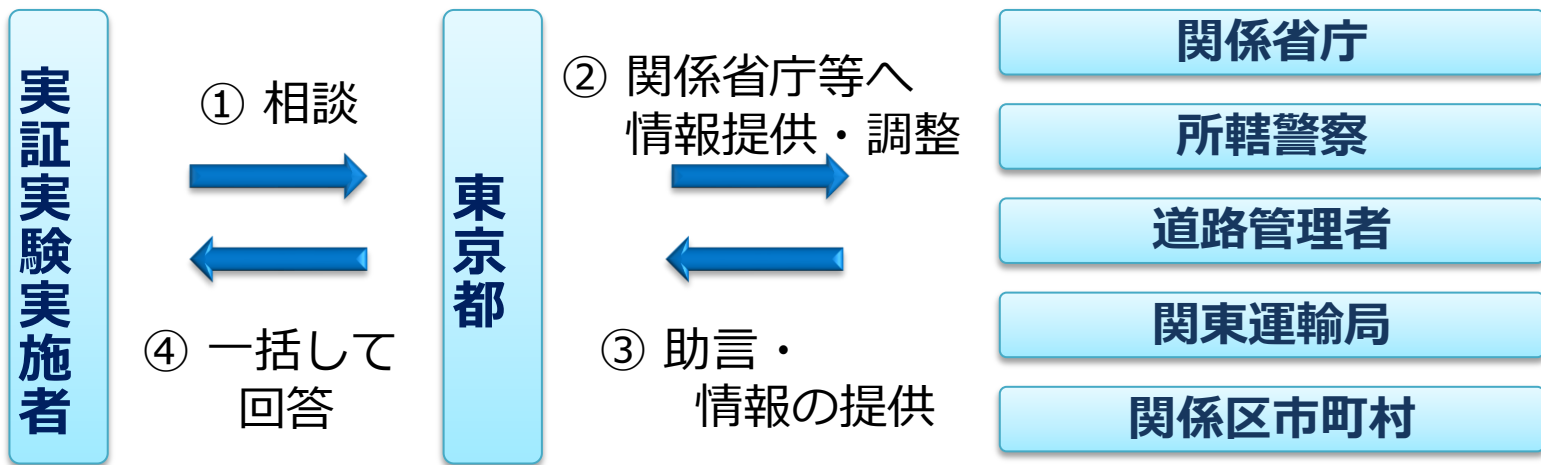 実証実験実施者
① 相談
④ 一括して
回答
東京都
② 関係省庁等へ
情報提供・調整
③ 助言・
情報の提供
関係省庁
所轄警察
道路管理者
関東運輸局
関係区市町村